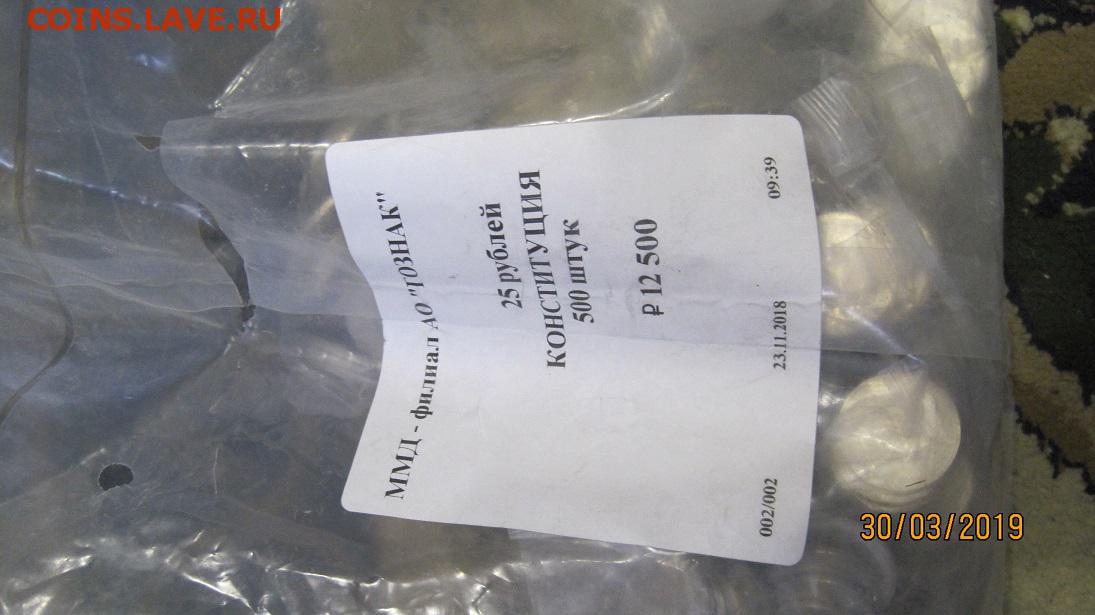 COINS.LAVE.RU
ММД - филиал АО "ГОЗНАК"
25 рублей
КОНСТИТУЦИЯ
500 штук
₽ 12 500
002/002 23.11.2018 09:39
30/03/2019